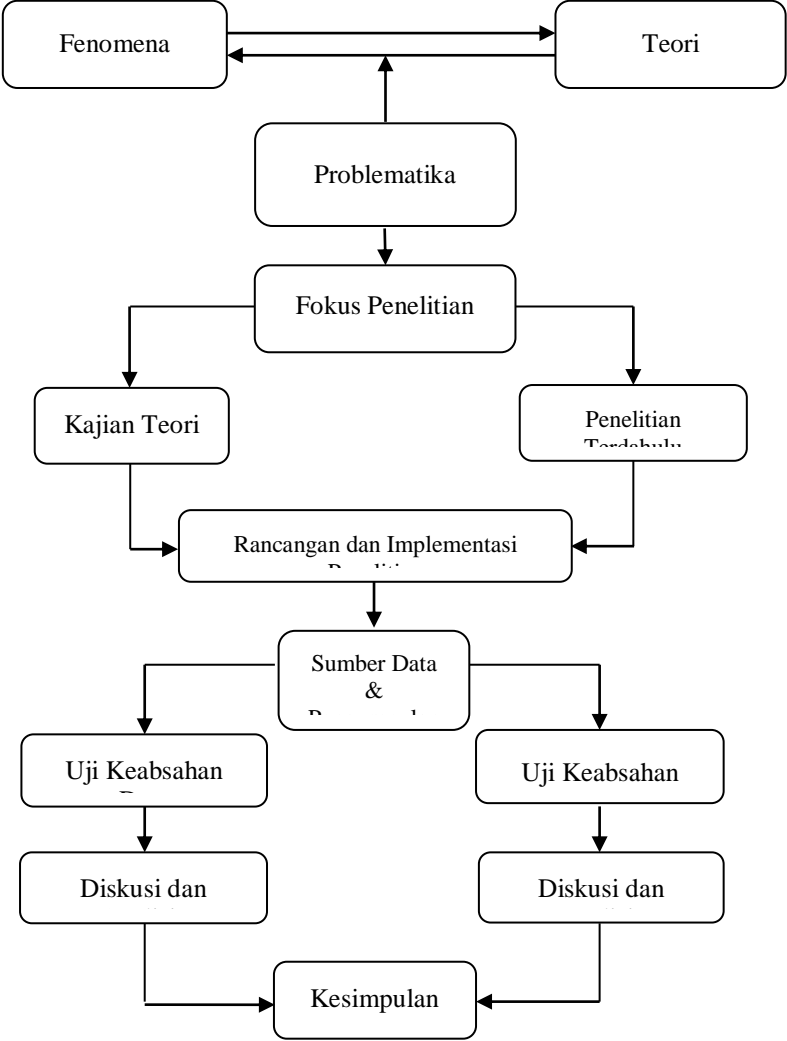 Fenomena
Teori
Problematika
Fokus Penelitian
Kajian Teori
Penelitian
Terdahulu
Rancangan dan Implementasi
Sumber Data
&
Uji Keabsahan
Uji Keabsahan
Diskusi dan
Diskusi dan
Kesimpulan